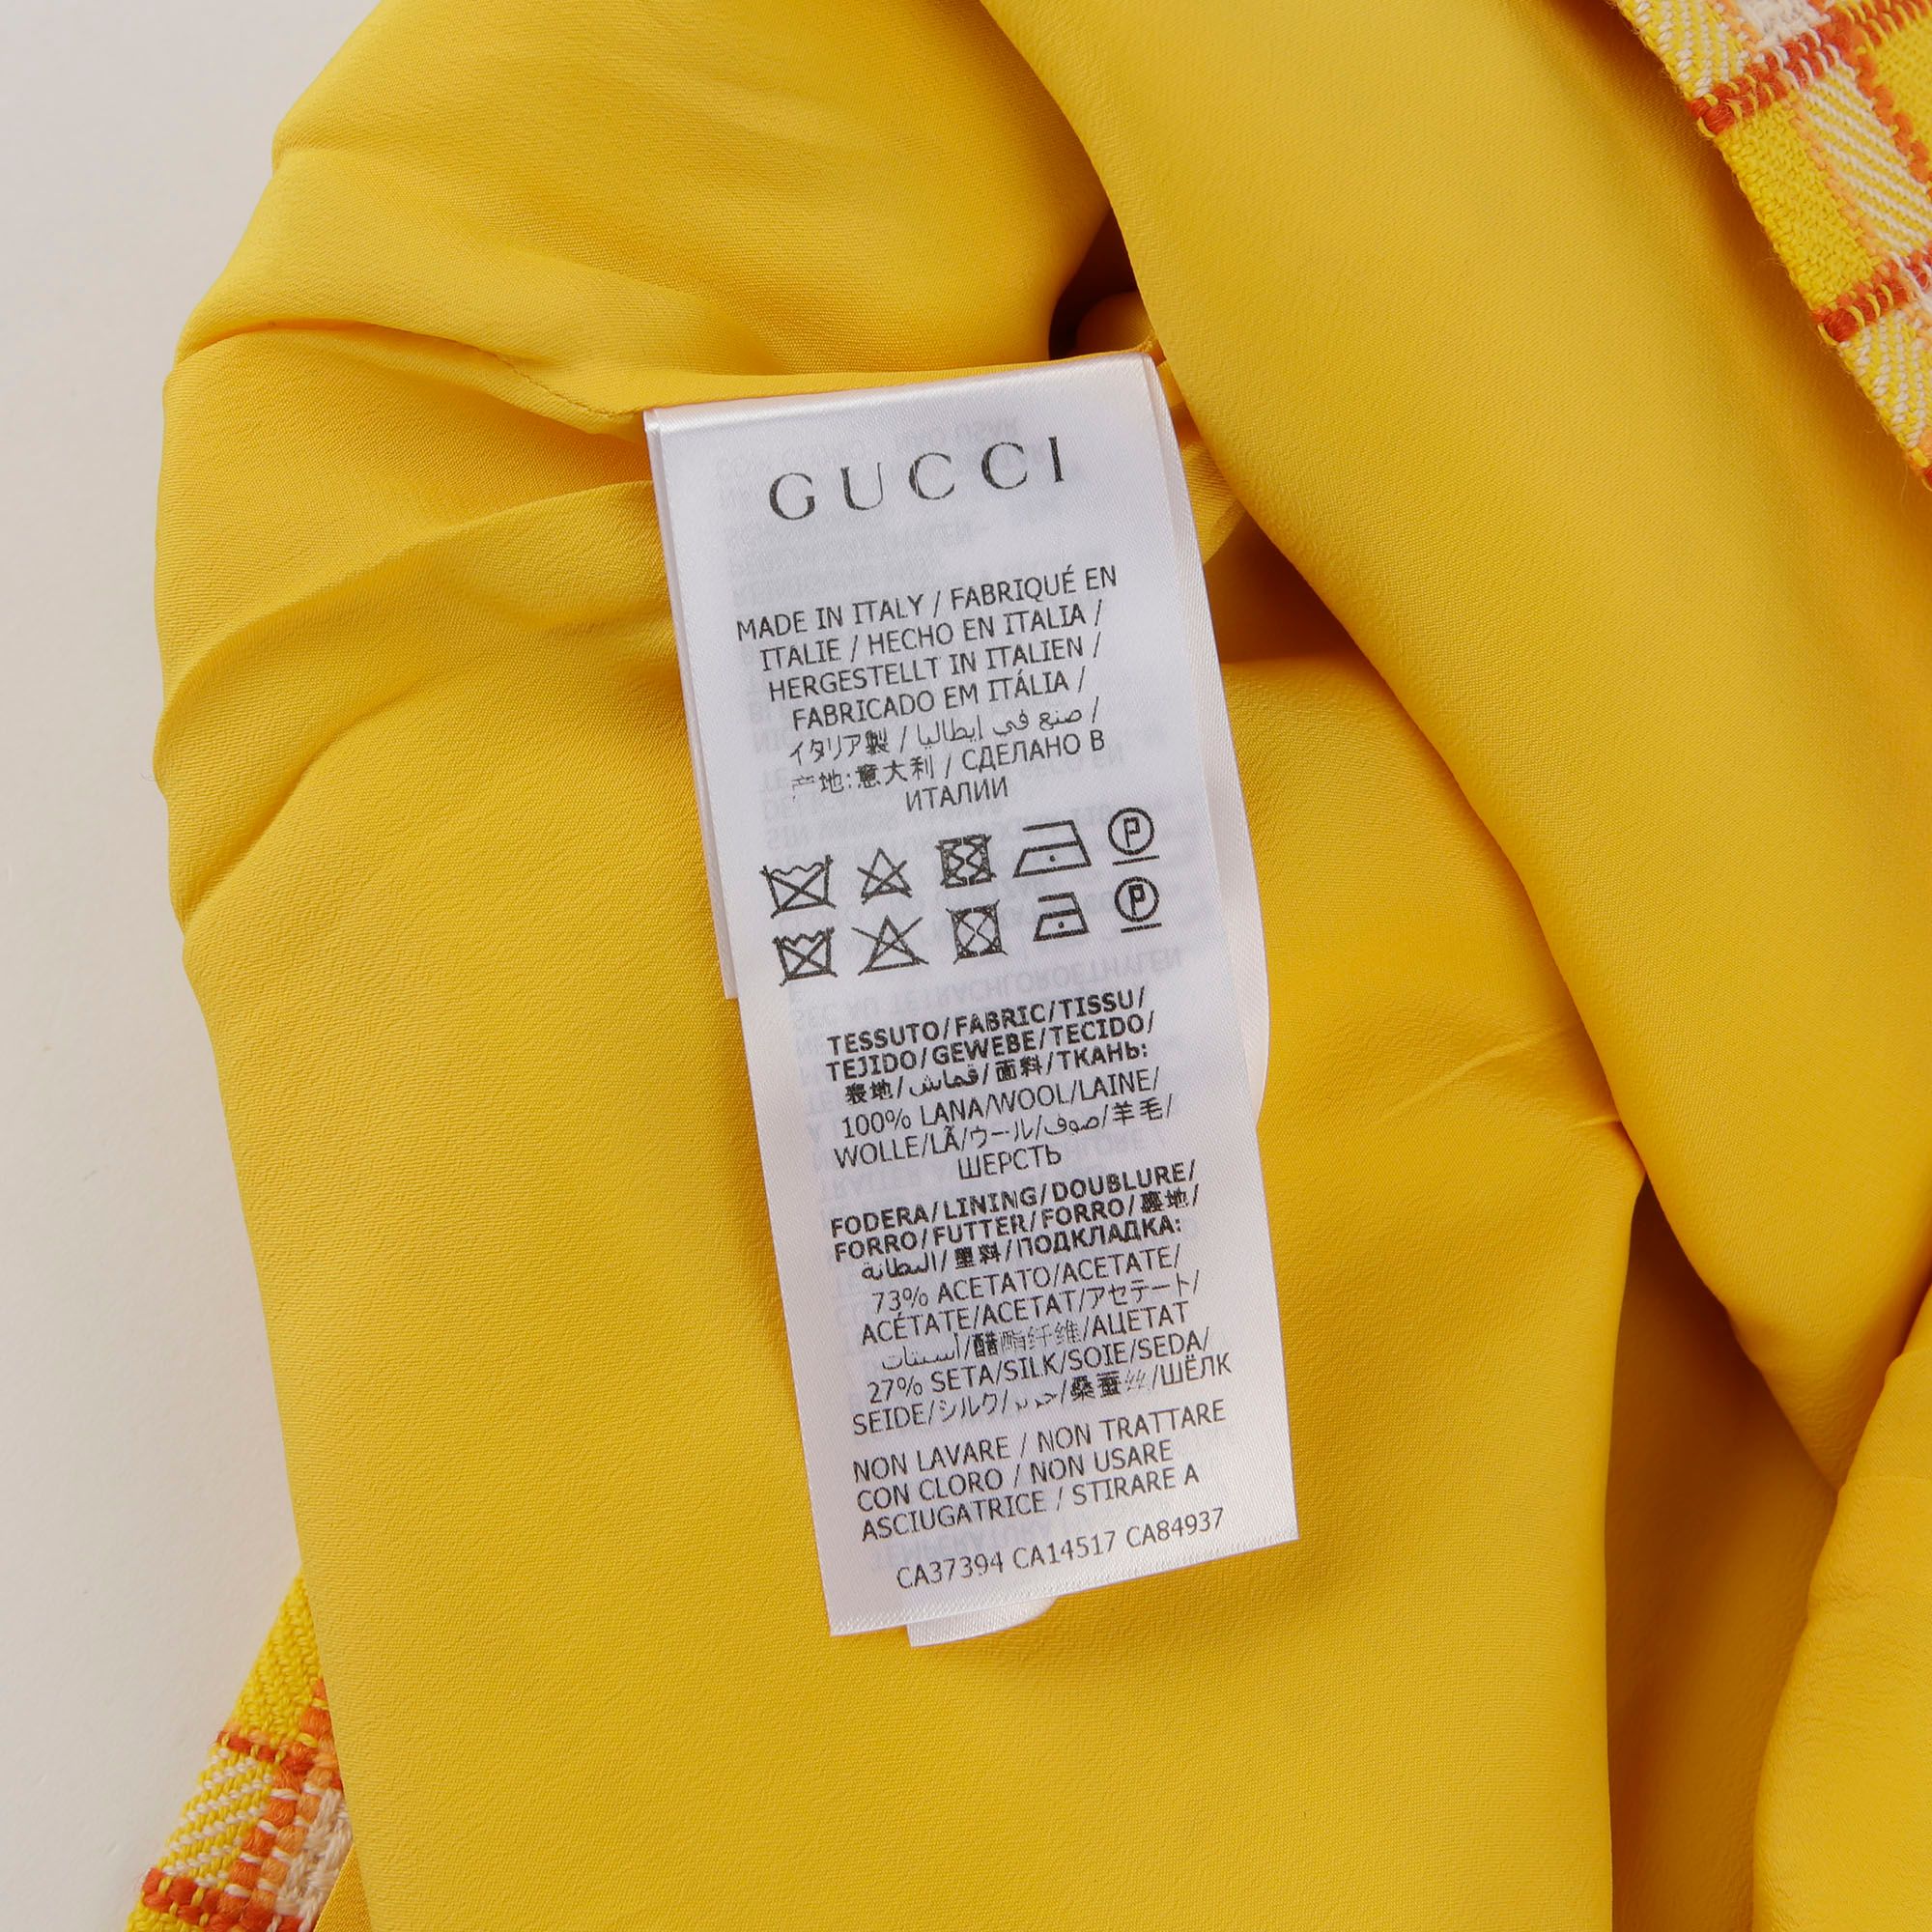 GUCCI
MADE IN ITALY / FABRIQUÉ EN
ITALIE / HECHO EN ITALIA /
HERGESTELLT IN ITALIEN /
FABRICADO EM ITÁLIA /
イタリア製 / صنع في إيطاليا /
产地:意大利 / СДЕЛАНО В
ИТАЛИИ
P
P
TESSUTO/FABRIC/TISSU/
TEJIDO/GEWEBE/TECIDO/
表地/قماش/面料/ТКАНЬ:
100% LANA/WOOL/LAINE/
WOLLE/LÃ/ウール/صوف/羊毛/
ШЕРСТЬ
FODERA/LINING/DOUBLURE/
FORRO/FUTTER/FORRO/裏地/
البطانة/里料/ПОДКЛАДКА:
73% ACETATO/ACETATE/
ACÉTATE/ACETAT/アセテート/
أسيتات/醋酯纤维/АЦЕТАТ
27% SETA/SILK/SOIE/SEDA/
SEIDE/シルク/حرير/桑蚕丝/ШЁЛК
NON LAVARE / NON TRATTARE
CON CLORO / NON USARE
ASCIUGATRICE / STIRARE A
CA37394 CA14517 CA84937